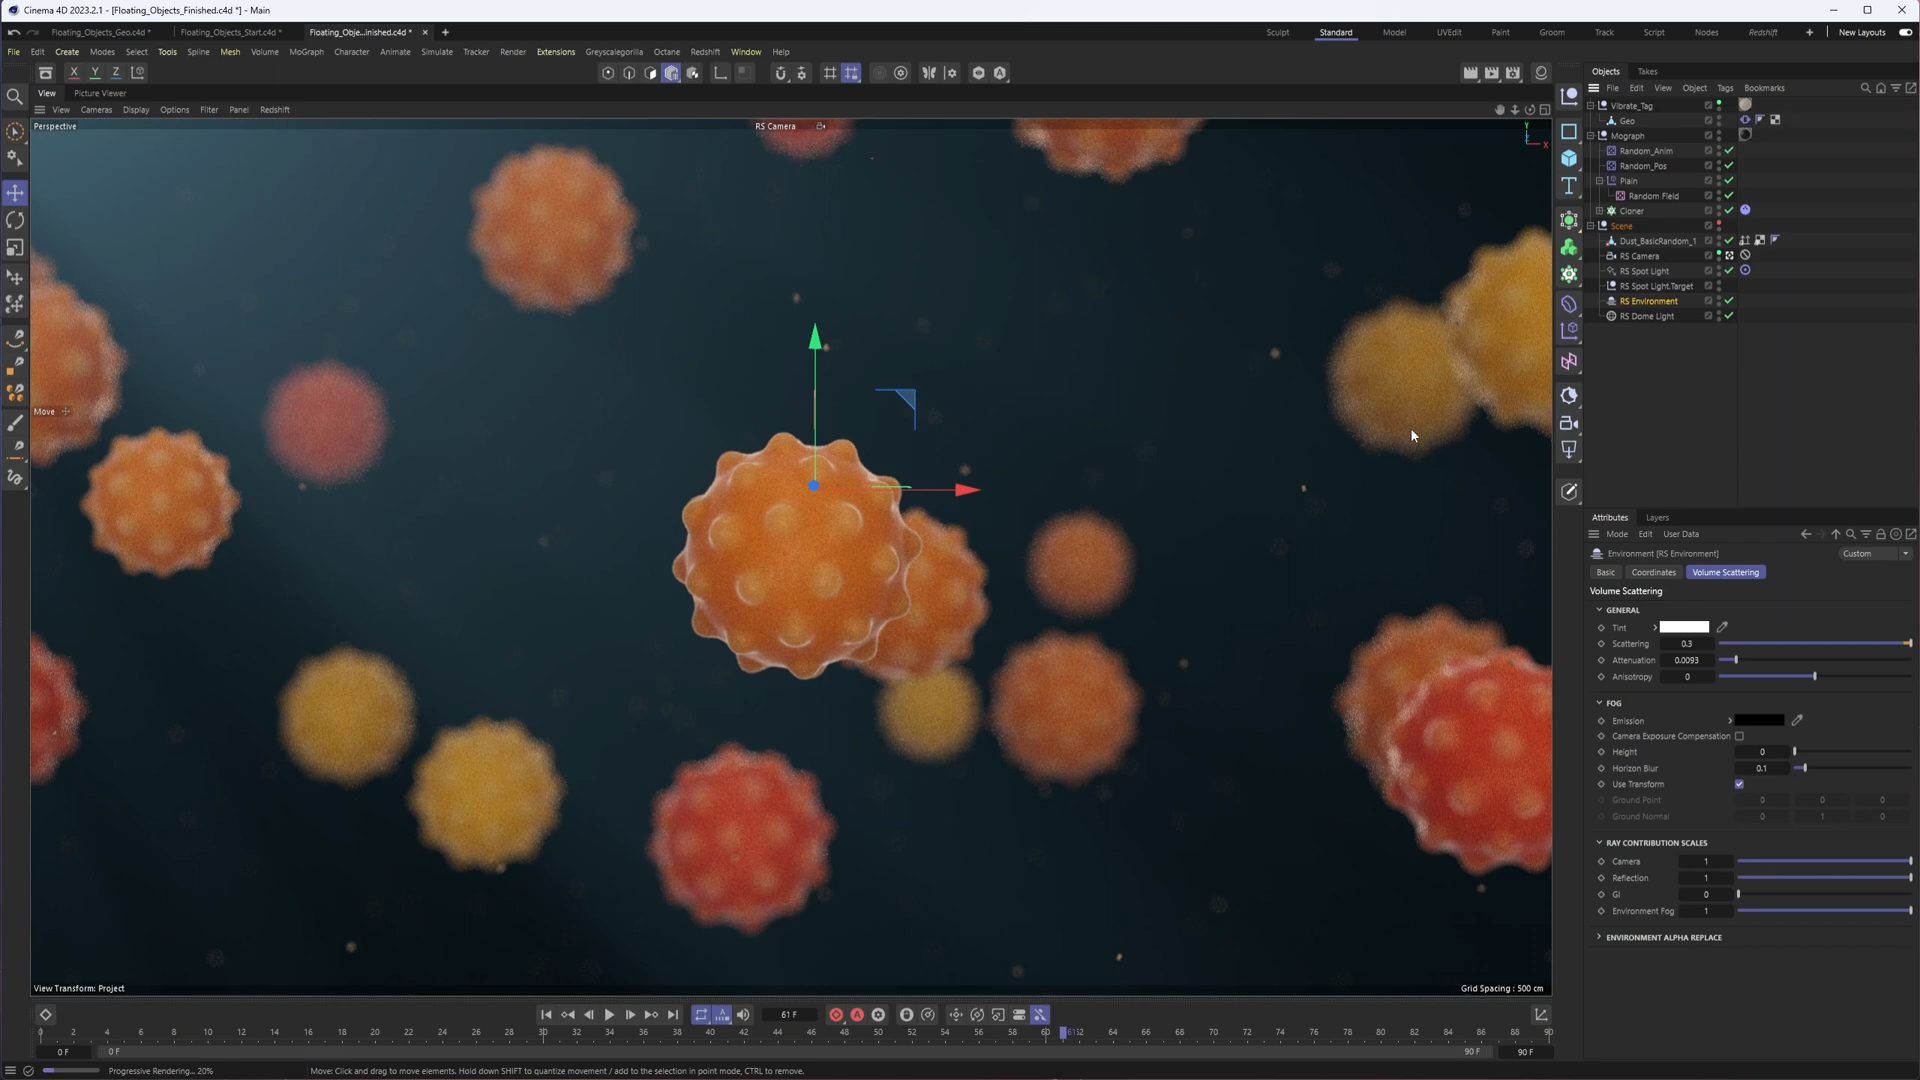 Cinema 4D 2023.2.1 - [Floating_Objects_Finished.c4d *] - Main
Floating_Objects_Geo.c4d *
Floating_Objects_Start.c4d *
Floating_Obje...inished.c4d *
Sculpt
Standard
Model
UVEdit
Paint
Groom
Track
Script
Nodes
Redshift
New Layouts
File Edit Create Modes Select Tools Spline Mesh Volume MoGraph Character Animate Simulate Tracker Render Extensions Greyscalegorilla Octane Redshift Window Help
X Y Z
View
Picture Viewer
View Cameras Display Options Filter Panel Redshift
Perspective
RS Camera
Y
X
Move
View Transform: Project
Grid Spacing : 500 cm
Objects
Takes
File Edit View Object Tags Bookmarks
Vibrate_Tag
Geo
Mograph
Random_Anim
Random_Pos
Plain
Random Field
Cloner
Scene
Dust_BasicRandom_1
RS Camera
RS Spot Light
RS Spot Light.Target
RS Environment
RS Dome Light
Attributes
Layers
Mode Edit User Data
Environment [RS Environment]
Custom
Basic
Coordinates
Volume Scattering
Volume Scattering
GENERAL
Tint
Scattering 0.3
Attenuation 0.0093
Anisotropy 0
FOG
Emission
Camera Exposure Compensation
Height 0
Horizon Blur 0.1
Use Transform
Ground Point 0 0 0
Ground Normal 0 1 0
RAY CONTRIBUTION SCALES
Camera 1
Reflection 1
GI 0
Environment Fog 1
ENVIRONMENT ALPHA REPLACE
61 F
0 2 4 6 8 10 12 14 16 18 20 22 24 26 28 30 32 34 36 38 40 42 44 46 48 50 52 54 56 58 60 62 64 66 68 70 72 74 76 78 80 82 84 86 88 90
0 F
0 F
90 F
90 F
Progressive Rendering... 20%
Move: Click and drag to move elements. Hold down SHIFT to quantize movement / add to the selection in point mode, CTRL to remove.